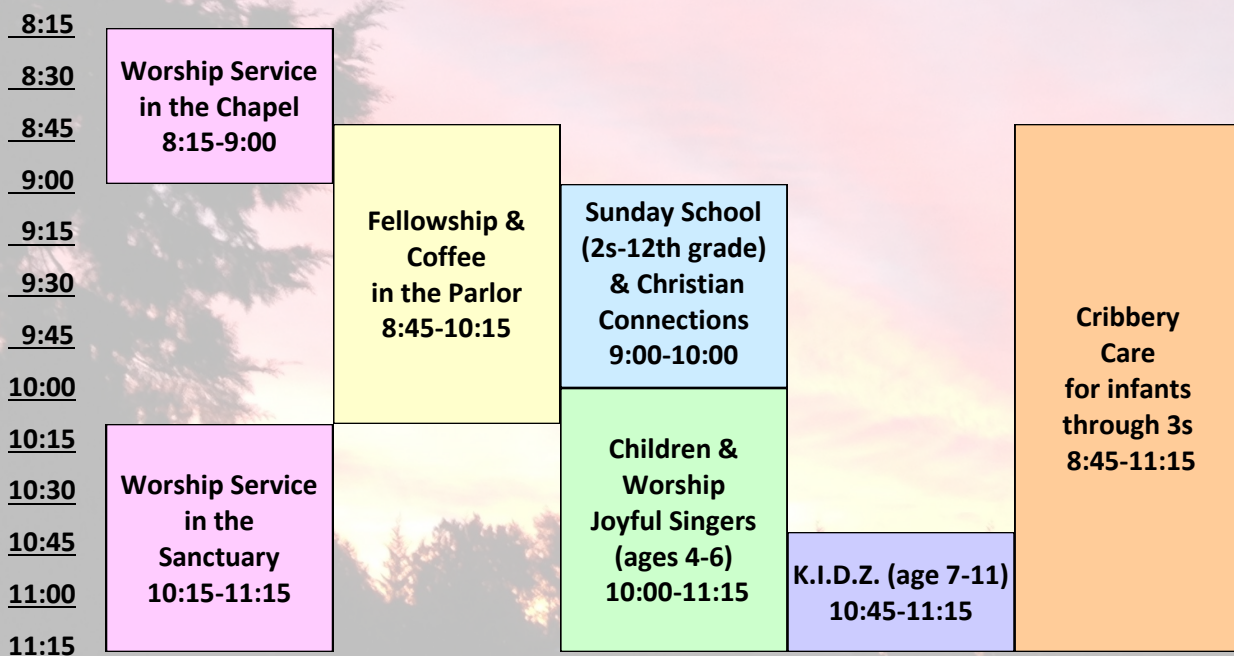 8:15
8:30
8:45
9:00
9:15
9:30
9:45
10:00
10:15
10:30
10:45
11:00
11:15
Worship Service
in the Chapel
8:15-9:00
Worship Service
in the
Sanctuary
10:15-11:15
Fellowship &
Coffee
in the Parlor
8:45-10:15
Sunday School
(2s-12th grade)
& Christian
Connections
9:00-10:00
Children &
Worship
Joyful Singers
(ages 4-6)
10:00-11:15
K.I.D.Z. (age 7-11)
10:45-11:15
Cribbery
Care
for infants
through 3s
8:45-11:15